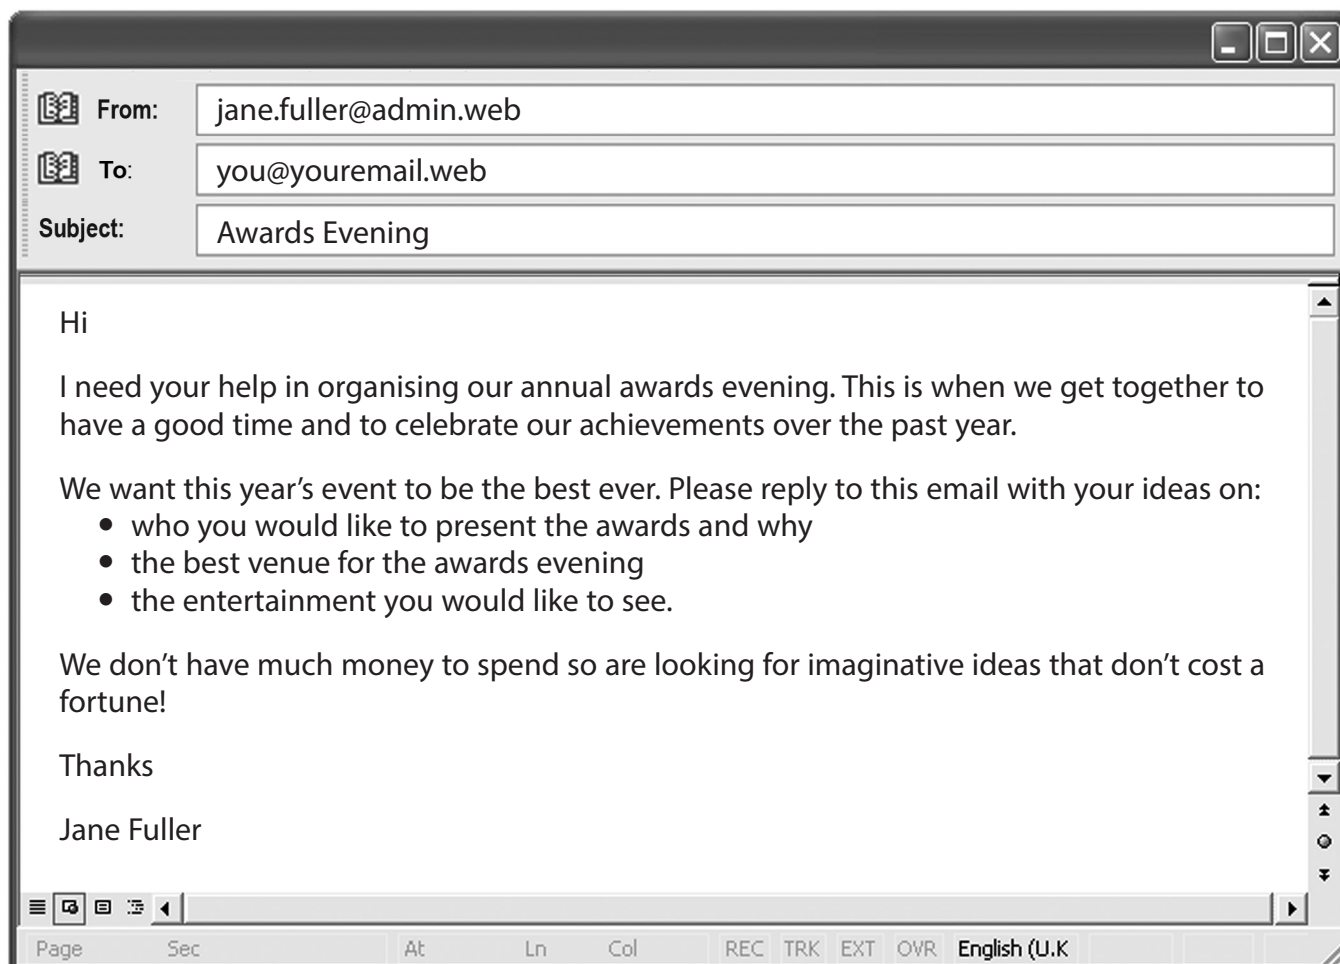 From: jane.fuller@admin.web
To: you@youremail.web
Subject: Awards Evening
Hi
I need your help in organising our annual awards evening. This is when we get together to
have a good time and to celebrate our achievements over the past year.
We want this year’s event to be the best ever. Please reply to this email with your ideas on:
• who you would like to present the awards and why
• the best venue for the awards evening
• the entertainment you would like to see.
We don’t have much money to spend so are looking for imaginative ideas that don’t cost a
fortune!
Thanks
Jane Fuller
Page Sec At Ln Col REC TRK EXT OVR English (U.K